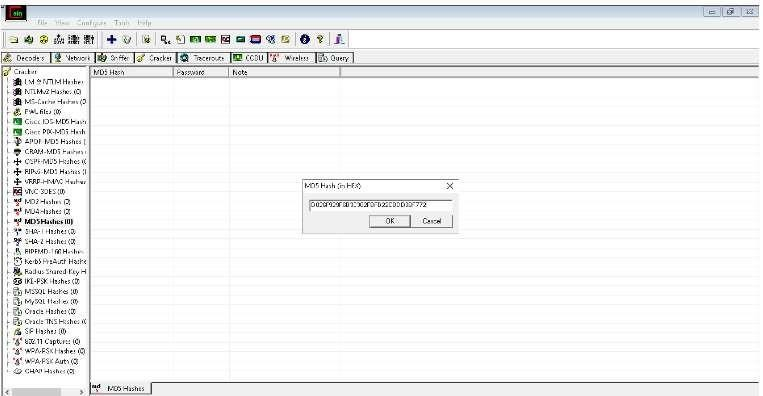 File View Configure Tools Help
Decoders Network Sniffer Cracker Traceroute CCDU Wireless Query
Cracker
MD5 Hash Password Note
LM & NTLM Hashes
NTLMv2 Hashes (0)
MS-Cache Hashes (0
PWL files (0)
Cisco IOS-MD5 Hash
Cisco PIX-MD5 Hash
APOP-MD5 Hashes (
CRAM-MD5 Hashes
OSPF-MD5 Hashes (0
RIPv2-MD5 Hashes (
VRRP-HMAC Hashes
VNC-3DES (0)
MD2 Hashes (0)
MD4 Hashes (0)
MD5 Hashes (0)
SHA-1 Hashes (0)
SHA-2 Hashes (0)
RIPEMD-160 Hashes
Kerb5 PreAuth Hashe
Radius Shared-Key H
IKE-PSK Hashes (0)
MSSQL Hashes (0)
MySQL Hashes (0)
Oracle Hashes (0)
Oracle TNS Hashes (0
SIP Hashes (0)
802.11 Captures (0)
WPA-PSK Hashes (0)
WPA-PSK Auth (0)
CHAP Hashes (0)
MD5 Hash (in HEX)
OK Cancel
MD5 Hashes